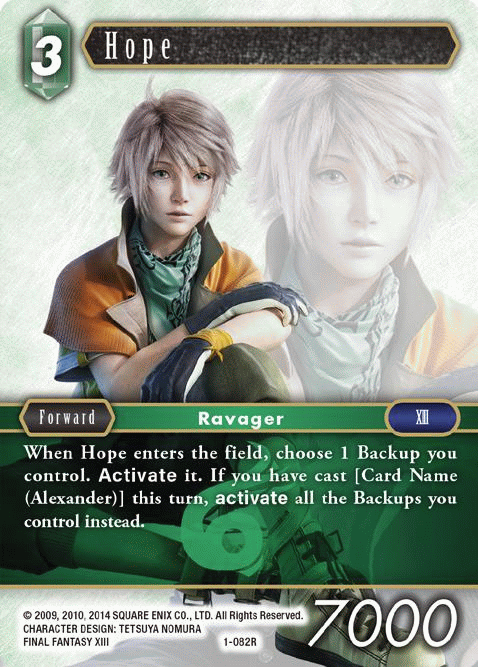 3
Hope
Forward
Ravager
XIII
When Hope enters the field, choose 1 Backup you
control. Activate it. If you have cast [Card Name
(Alexander)] this turn, activate all the Backups you
control instead.
© 2009, 2010, 2014 SQUARE ENIX CO., LTD. All Rights Reserved.
CHARACTER DESIGN: TETSUYA NOMURA
FINAL FANTASY XIII
1-082R
7000